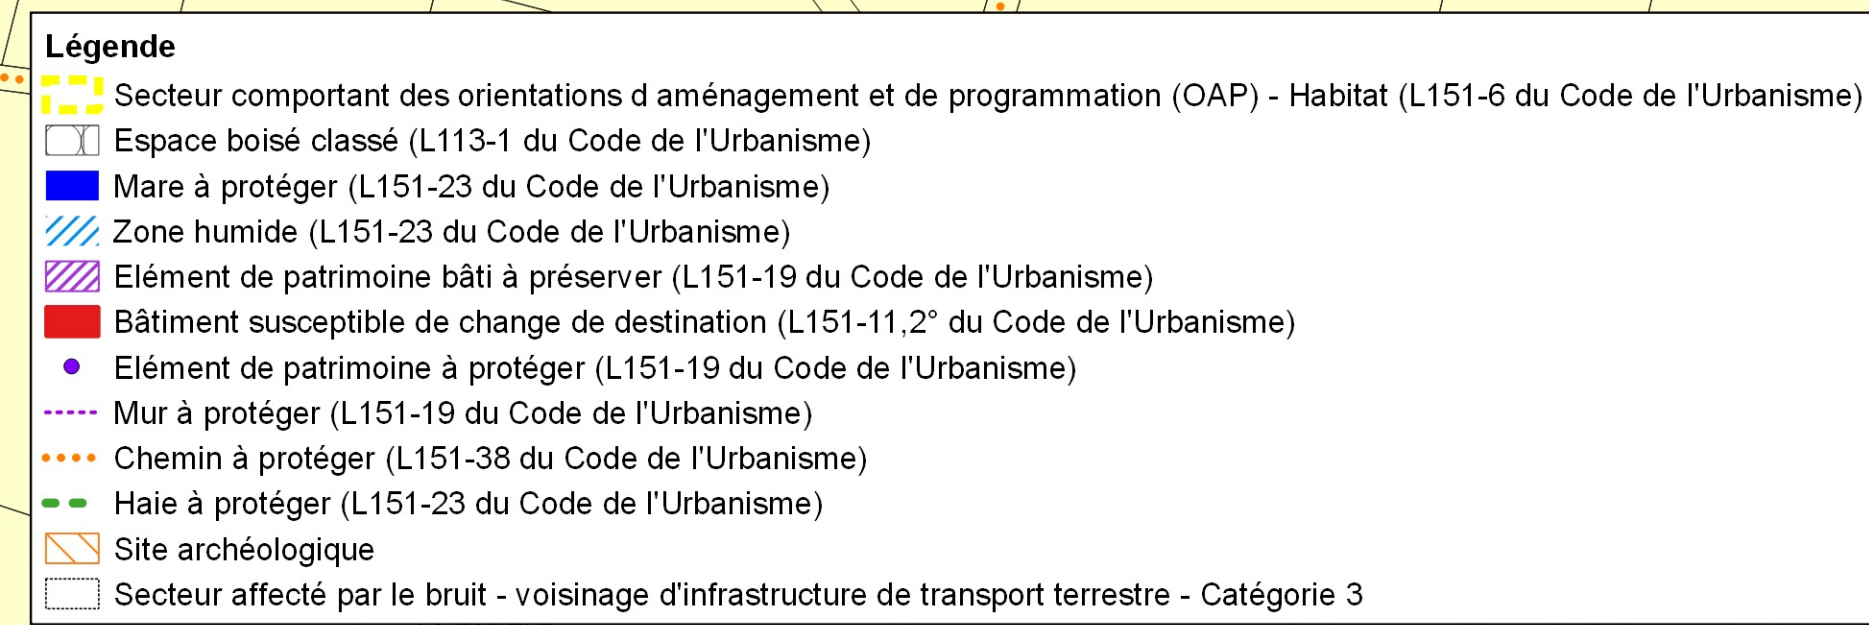 Légende
Secteur comportant des orientations d aménagement et de programmation (OAP) - Habitat (L151-6 du Code de l'Urbanisme)
Espace boisé classé (L113-1 du Code de l'Urbanisme)
Mare à protéger (L151-23 du Code de l'Urbanisme)
Zone humide (L151-23 du Code de l'Urbanisme)
Elément de patrimoine bâti à préserver (L151-19 du Code de l'Urbanisme)
Bâtiment susceptible de change de destination (L151-11,2° du Code de l'Urbanisme)
Elément de patrimoine à protéger (L151-19 du Code de l'Urbanisme)
Mur à protéger (L151-19 du Code de l'Urbanisme)
Chemin à protéger (L151-38 du Code de l'Urbanisme)
Haie à protéger (L151-23 du Code de l'Urbanisme)
Site archéologique
Secteur affecté par le bruit - voisinage d'infrastructure de transport terrestre - Catégorie 3